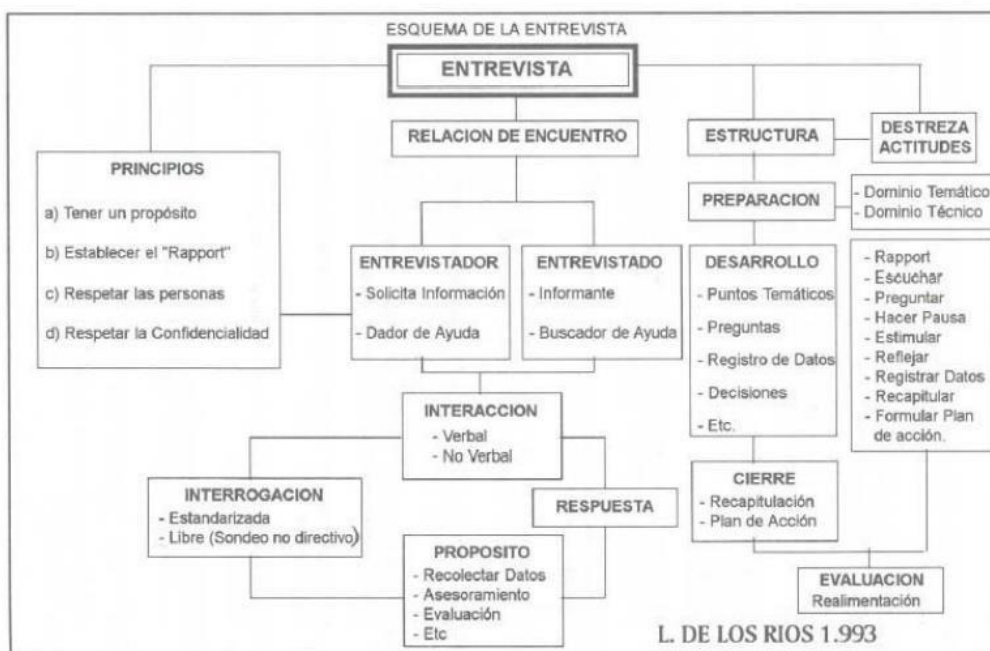 ESQUEMA DE LA ENTREVISTA
ENTREVISTA
RELACION DE ENCUENTRO
ESTRUCTURA
DESTREZA
ACTITUDES
PRINCIPIOS
a) Tener un propósito
b) Establecer el "Rapport"
c) Respetar las personas
d) Respetar la Confidencialidad
PREPARACION
- Dominio Temático
- Dominio Técnico
ENTREVISTADOR
- Solicita Información
- Dador de Ayuda
ENTREVISTADO
- Informante
- Buscador de Ayuda
DESARROLLO
- Puntos Temáticos
- Preguntas
- Registro de Datos
- Decisiones
- Etc.
- Rapport
- Escuchar
- Preguntar
- Hacer Pausa
- Estimular
- Reflejar
- Registrar Datos
- Recapitular
- Formular Plan
de acción.
INTERACCION
- Verbal
- No Verbal
INTERROGACION
- Estandarizada
- Libre (Sondeo no directivo)
RESPUESTA
CIERRE
- Recapitulación
- Plan de Acción
PROPOSITO
- Recolectar Datos
- Asesoramiento
- Evaluación
- Etc
EVALUACION
Realimentación
L. DE LOS RIOS 1.993